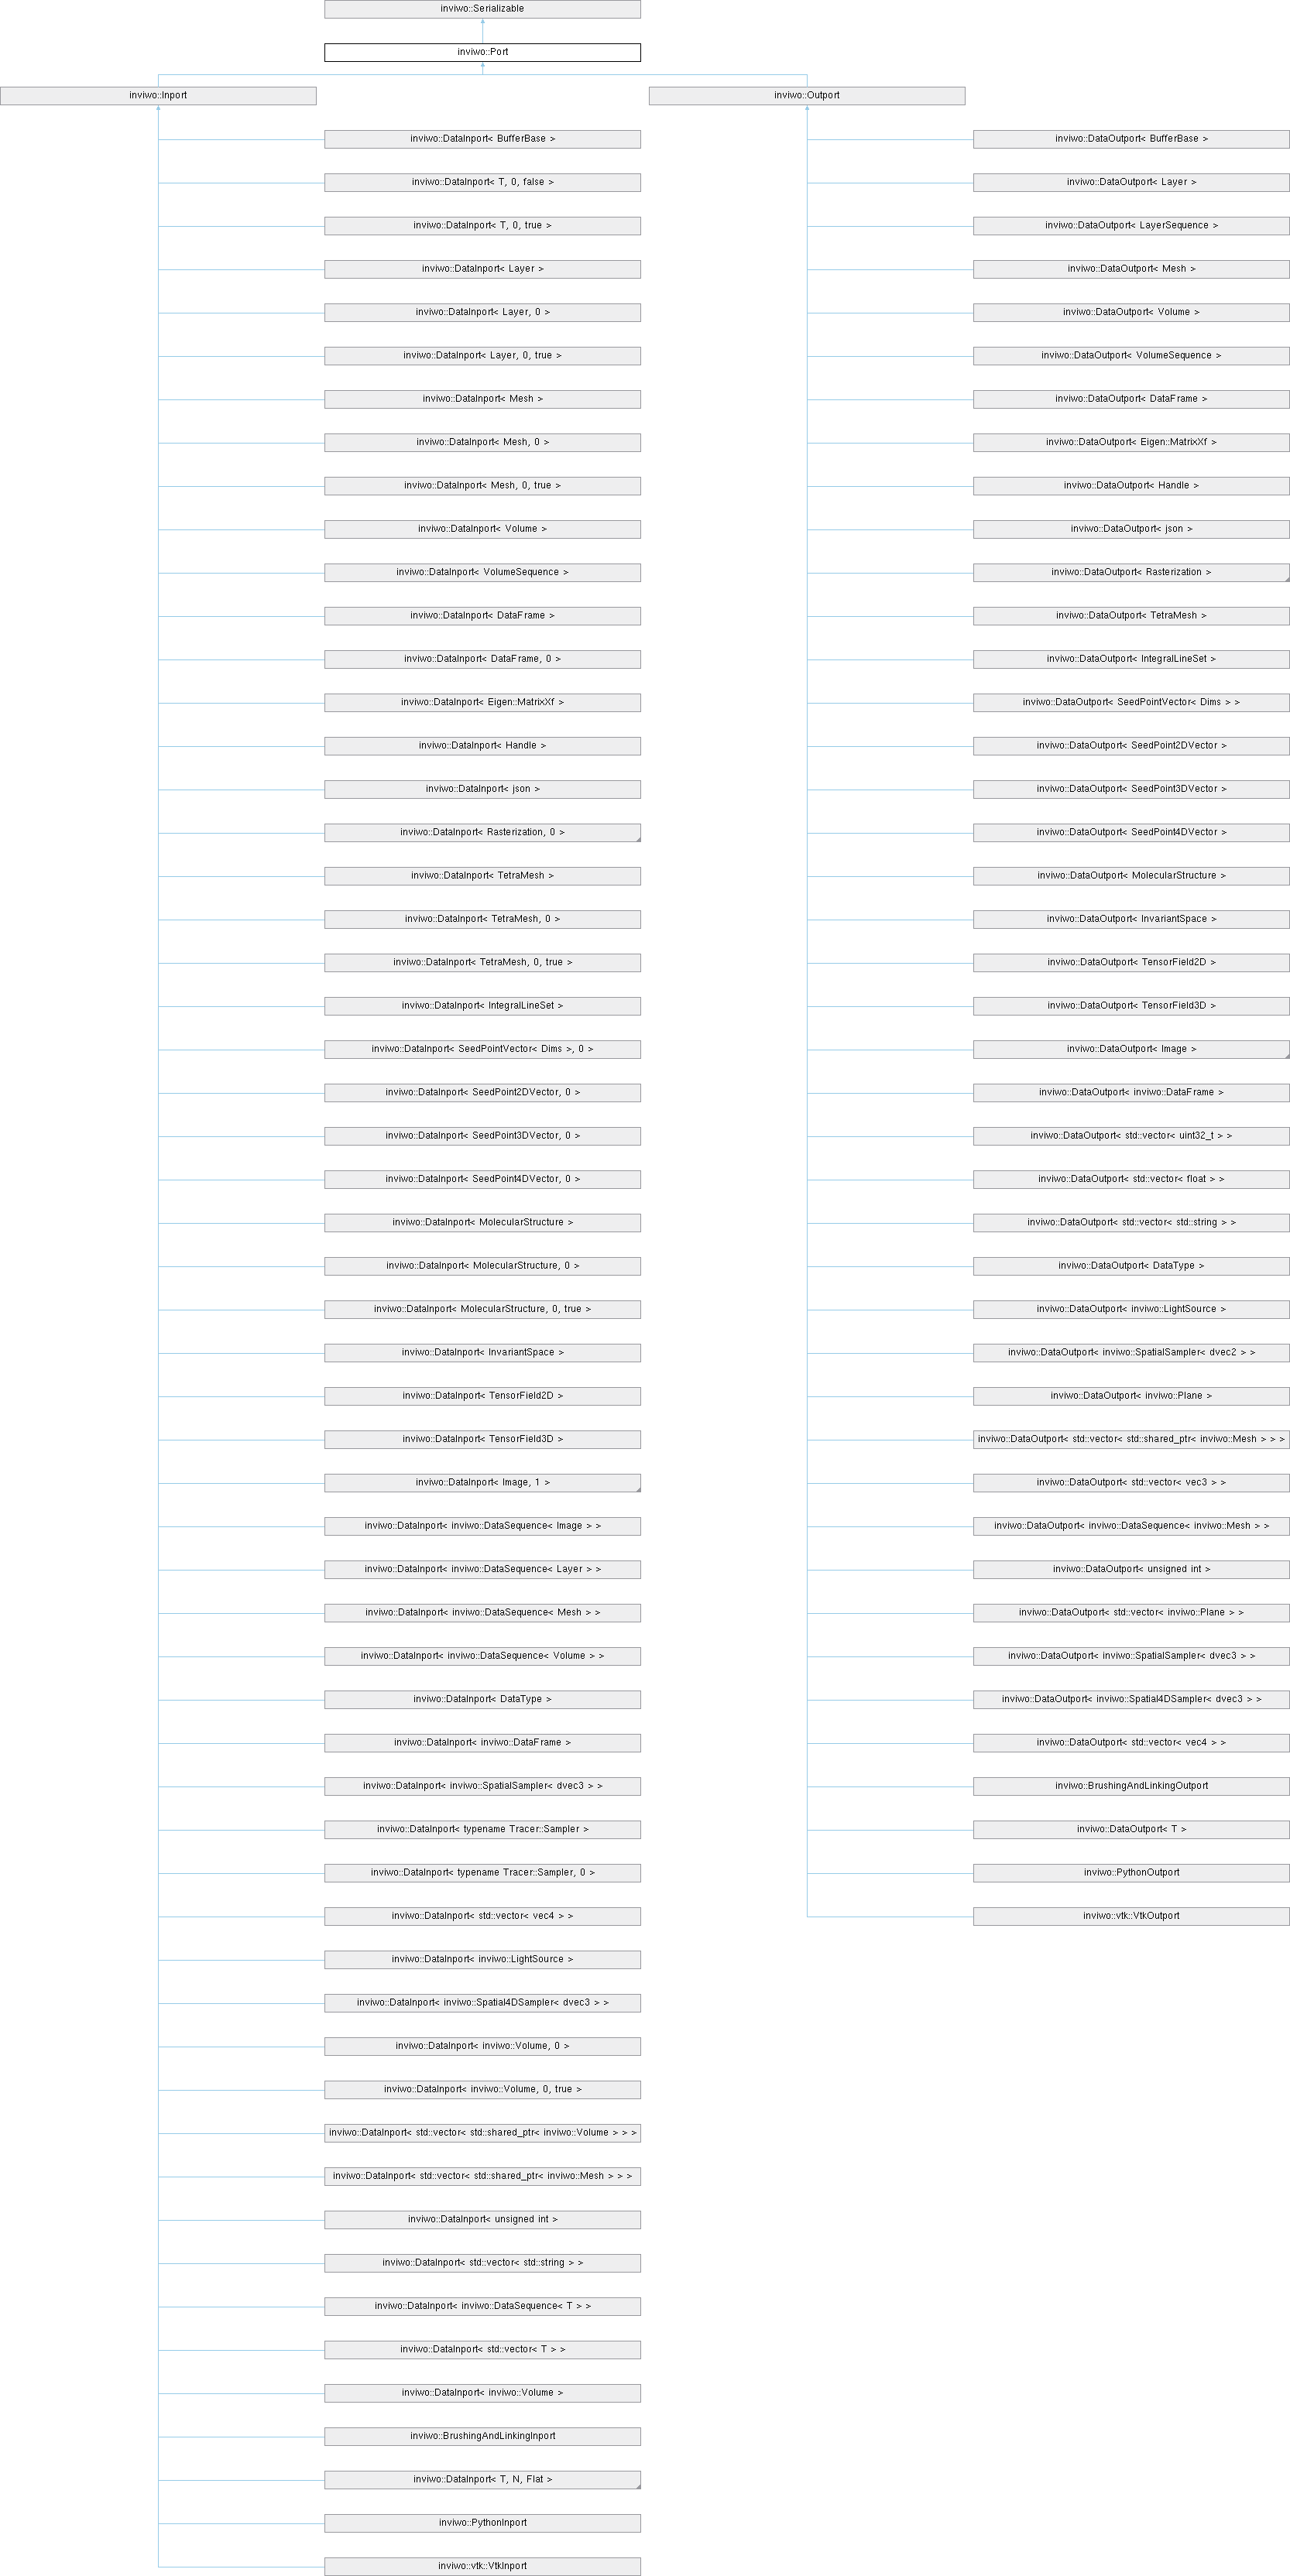 inviwo::Serializable
inviwo::Port
inviwo::Inport
inviwo::Outport
inviwo::DataInport< BufferBase >
inviwo::DataOutport< BufferBase >
inviwo::DataInport< T, 0, false >
inviwo::DataOutport< Layer >
inviwo::DataInport< T, 0, true >
inviwo::DataOutport< LayerSequence >
inviwo::DataInport< Layer >
inviwo::DataOutport< Mesh >
inviwo::DataInport< Layer, 0 >
inviwo::DataOutport< Volume >
inviwo::DataInport< Layer, 0, true >
inviwo::DataOutport< VolumeSequence >
inviwo::DataInport< Mesh >
inviwo::DataOutport< DataFrame >
inviwo::DataInport< Mesh, 0 >
inviwo::DataOutport< Eigen::MatrixXf >
inviwo::DataInport< Mesh, 0, true >
inviwo::DataOutport< Handle >
inviwo::DataInport< Volume >
inviwo::DataOutport< json >
inviwo::DataInport< VolumeSequence >
inviwo::DataOutport< Rasterization >
inviwo::DataInport< DataFrame >
inviwo::DataOutport< TetraMesh >
inviwo::DataInport< DataFrame, 0 >
inviwo::DataOutport< IntegralLineSet >
inviwo::DataInport< Eigen::MatrixXf >
inviwo::DataOutport< SeedPointVector< Dims > >
inviwo::DataInport< Handle >
inviwo::DataOutport< SeedPoint2DVector >
inviwo::DataInport< json >
inviwo::DataOutport< SeedPoint3DVector >
inviwo::DataInport< Rasterization, 0 >
inviwo::DataOutport< SeedPoint4DVector >
inviwo::DataInport< TetraMesh >
inviwo::DataOutport< MolecularStructure >
inviwo::DataInport< TetraMesh, 0 >
inviwo::DataOutport< InvariantSpace >
inviwo::DataInport< TetraMesh, 0, true >
inviwo::DataOutport< TensorField2D >
inviwo::DataInport< IntegralLineSet >
inviwo::DataOutport< TensorField3D >
inviwo::DataInport< SeedPointVector< Dims >, 0 >
inviwo::DataOutport< Image >
inviwo::DataInport< SeedPoint2DVector, 0 >
inviwo::DataOutport< inviwo::DataFrame >
inviwo::DataInport< SeedPoint3DVector, 0 >
inviwo::DataOutport< std::vector< uint32_t > >
inviwo::DataInport< SeedPoint4DVector, 0 >
inviwo::DataOutport< std::vector< float > >
inviwo::DataInport< MolecularStructure >
inviwo::DataOutport< std::vector< std::string > >
inviwo::DataInport< MolecularStructure, 0 >
inviwo::DataOutport< DataType >
inviwo::DataInport< MolecularStructure, 0, true >
inviwo::DataOutport< inviwo::LightSource >
inviwo::DataInport< InvariantSpace >
inviwo::DataOutport< inviwo::SpatialSampler< dvec2 > >
inviwo::DataInport< TensorField2D >
inviwo::DataOutport< inviwo::Plane >
inviwo::DataInport< TensorField3D >
inviwo::DataOutport< std::vector< std::shared_ptr< inviwo::Mesh > > >
inviwo::DataInport< Image, 1 >
inviwo::DataOutport< std::vector< vec3 > >
inviwo::DataInport< inviwo::DataSequence< Image > >
inviwo::DataOutport< inviwo::DataSequence< inviwo::Mesh > >
inviwo::DataInport< inviwo::DataSequence< Layer > >
inviwo::DataOutport< unsigned int >
inviwo::DataInport< inviwo::DataSequence< Mesh > >
inviwo::DataOutport< std::vector< inviwo::Plane > >
inviwo::DataInport< inviwo::DataSequence< Volume > >
inviwo::DataOutport< inviwo::SpatialSampler< dvec3 > >
inviwo::DataInport< DataType >
inviwo::DataOutport< inviwo::Spatial4DSampler< dvec3 > >
inviwo::DataInport< inviwo::DataFrame >
inviwo::DataOutport< std::vector< vec4 > >
inviwo::DataInport< inviwo::SpatialSampler< dvec3 > >
inviwo::BrushingAndLinkingOutport
inviwo::DataInport< typename Tracer::Sampler >
inviwo::DataOutport< T >
inviwo::DataInport< typename Tracer::Sampler, 0 >
inviwo::PythonOutport
inviwo::DataInport< std::vector< vec4 > >
inviwo::vtk::VtkOutport
inviwo::DataInport< inviwo::LightSource >
inviwo::DataInport< inviwo::Spatial4DSampler< dvec3 > >
inviwo::DataInport< inviwo::Volume, 0 >
inviwo::DataInport< inviwo::Volume, 0, true >
inviwo::DataInport< std::vector< std::shared_ptr< inviwo::Volume > > >
inviwo::DataInport< std::vector< std::shared_ptr< inviwo::Mesh > > >
inviwo::DataInport< unsigned int >
inviwo::DataInport< std::vector< std::string > >
inviwo::DataInport< inviwo::DataSequence< T > >
inviwo::DataInport< std::vector< T > >
inviwo::DataInport< inviwo::Volume >
inviwo::BrushingAndLinkingInport
inviwo::DataInport< T, N, Flat >
inviwo::PythonInport
inviwo::vtk::VtkInport